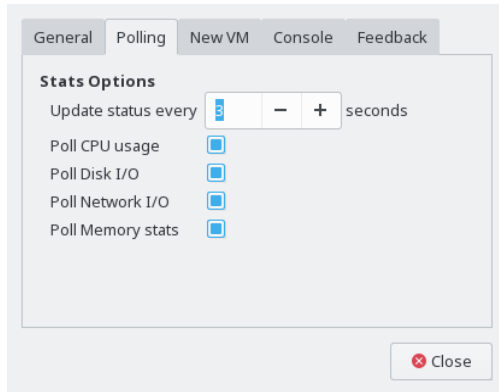 General Polling New VM Console Feedback
Stats Options
Update status every 3 seconds
Poll CPU usage
Poll Disk I/O
Poll Network I/O
Poll Memory stats
Close